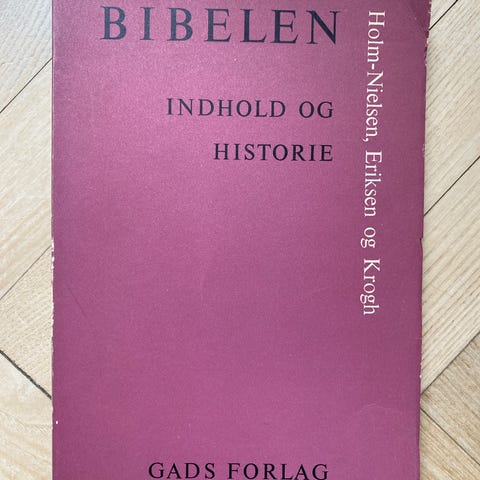 BIBELEN
INDHOLD OG
HISTORIE
Holm-Nielsen, Eriksen og Krogh
GADS FORLAG